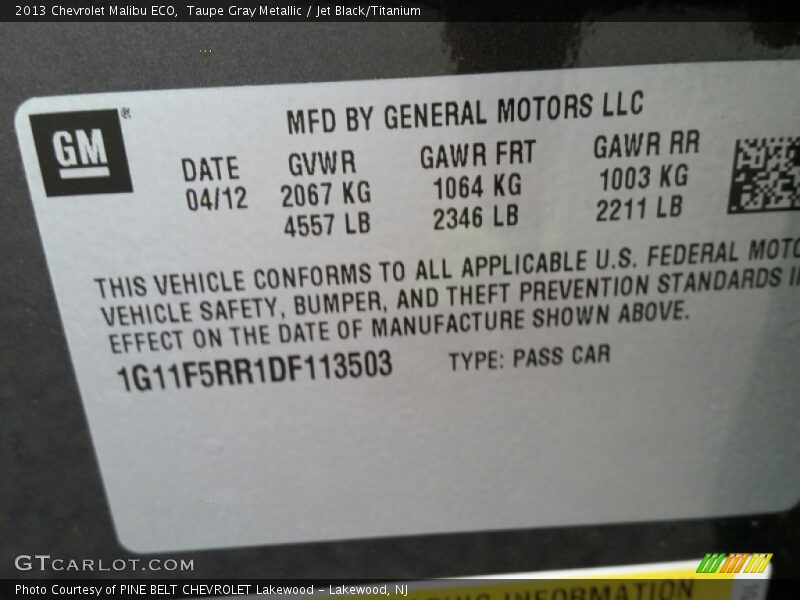 2013 Chevrolet Malibu ECO, Taupe Gray Metallic / Jet Black/Titanium
GM®
MFD BY GENERAL MOTORS LLC
DATE GVWR GAWR FRT GAWR RR
04/12 2067 KG 1064 KG 1003 KG
4557 LB 2346 LB 2211 LB
THIS VEHICLE CONFORMS TO ALL APPLICABLE U.S. FEDERAL MOTO
VEHICLE SAFETY, BUMPER, AND THEFT PREVENTION STANDARDS I
EFFECT ON THE DATE OF MANUFACTURE SHOWN ABOVE.
1G11F5RR1DF113503 TYPE: PASS CAR
GTcarlot.com
Photo Courtesy of PINE BELT CHEVROLET Lakewood - Lakewood, NJ
INFORMATION